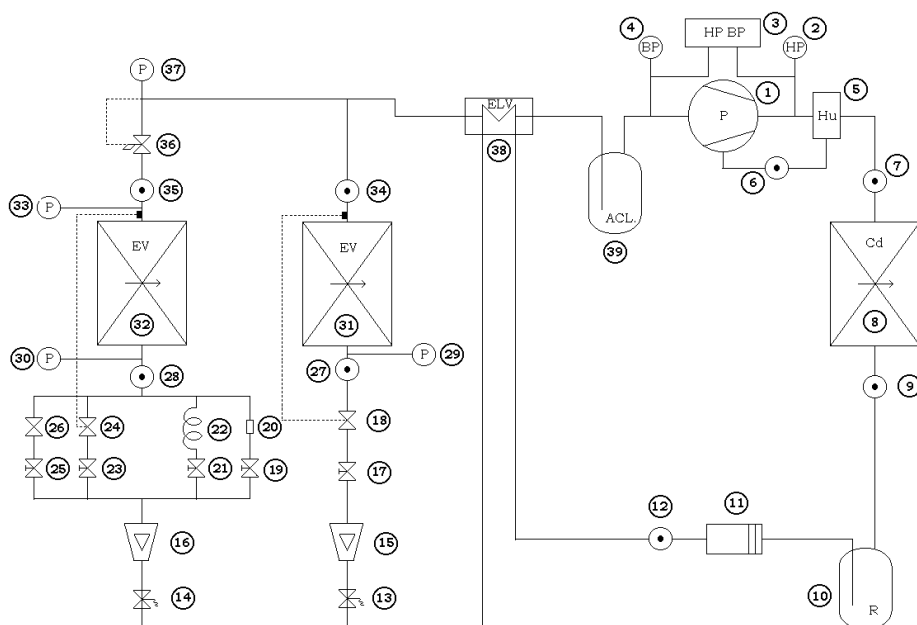 4 BP HP BP 3 HP 2
P 37 ELV 1 5
P Hu
36 38
6 7
33 P 35 34
ACL.
EV EV 39 Cd
32 31 8
30 P P 29
28 27 9
26 24 22 20 18
25 23 21 19 17
12 11
16 15
14 13 10 R